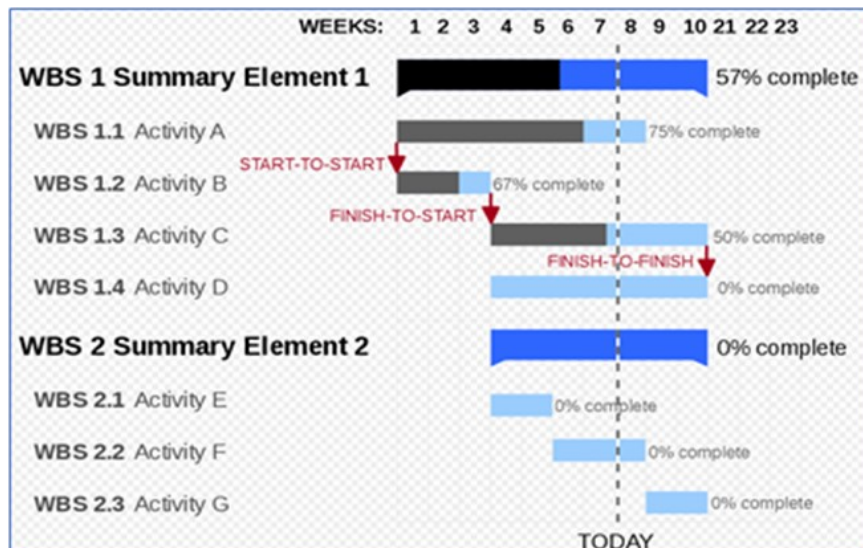 WEEKS: 1 2 3 4 5 6 7 8 9 10 21 22 23
WBS 1 Summary Element 1 57% complete
WBS 1.1 Activity A 75% complete
START-TO-START
WBS 1.2 Activity B 67% complete
FINISH-TO-START
WBS 1.3 Activity C 50% complete
FINISH-TO-FINISH
WBS 1.4 Activity D 0% complete
WBS 2 Summary Element 2 0% complete
WBS 2.1 Activity E 0% complete
WBS 2.2 Activity F 0% complete
WBS 2.3 Activity G 0% complete
TODAY